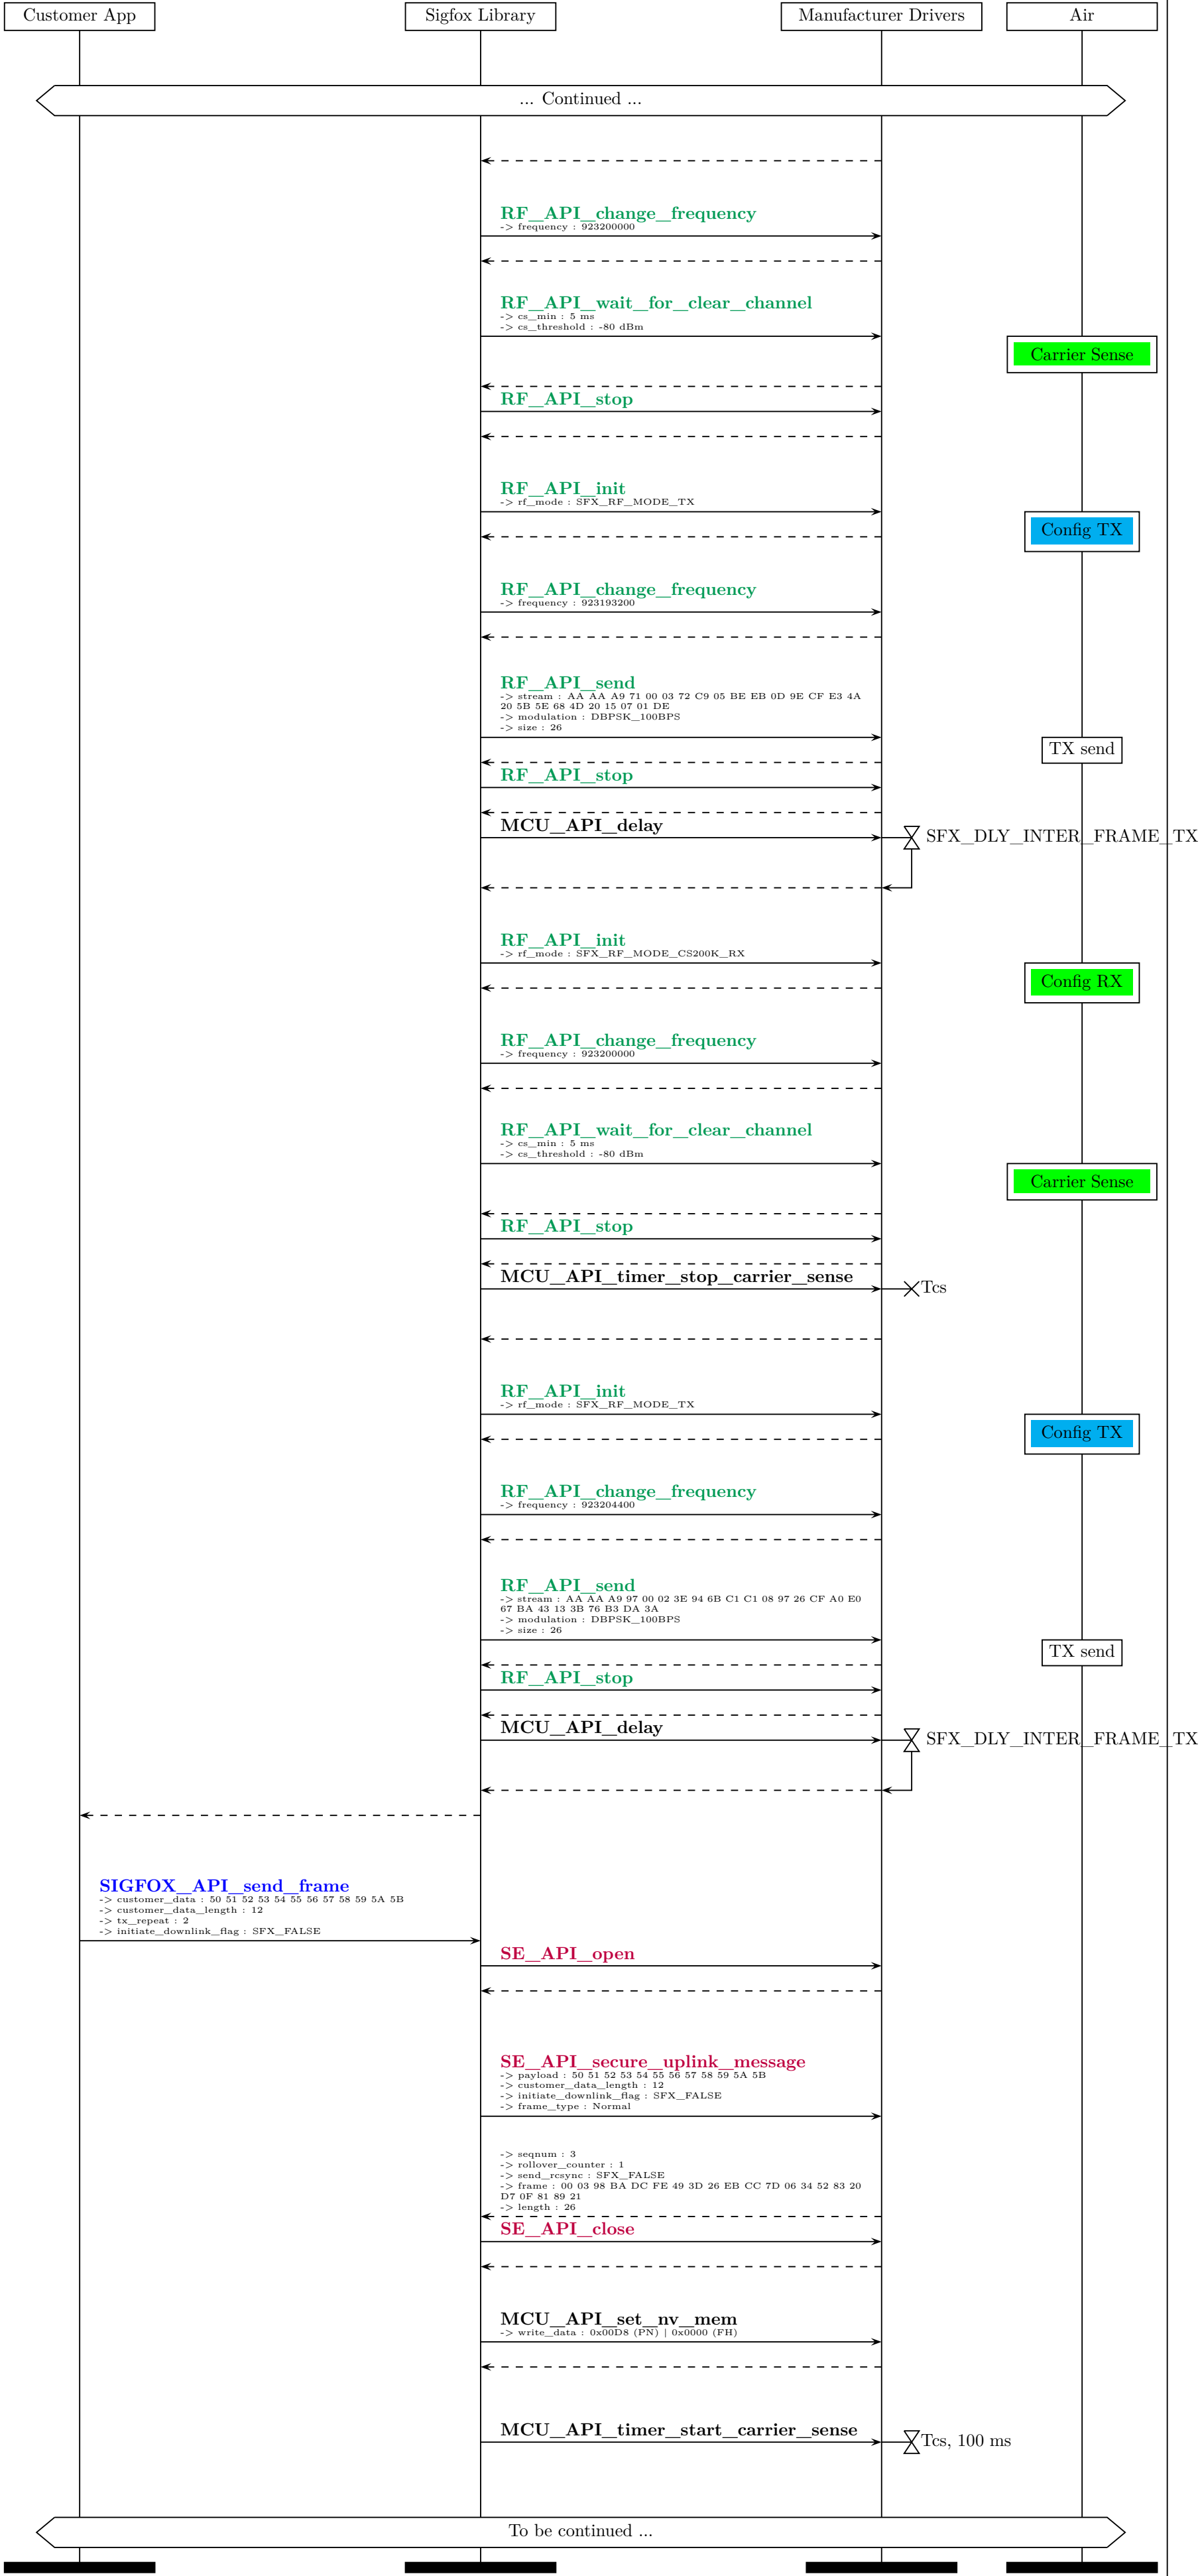 Customer App
Sigfox Library
Manufacturer Drivers
Air
... Continued ...
RF_API_change_frequency
-> frequency : 923200000
RF_API_wait_for_clear_channel
-> cs_min : 5 ms
-> cs_threshold : -80 dBm
Carrier Sense
RF_API_stop
RF_API_init
-> rf_mode : SFX_RF_MODE_TX
Config TX
RF_API_change_frequency
-> frequency : 923193200
RF_API_send
-> stream : AA AA A9 71 00 03 72 C9 05 BE EB 0D 9E CF E3 4A
20 5B 5E 68 4D 20 15 07 01 DE
-> modulation : DBPSK_100BPS
-> size : 26
TX send
RF_API_stop
MCU_API_delay
SFX_DLY_INTER_FRAME_TX
RF_API_init
-> rf_mode : SFX_RF_MODE_CS200K_RX
Config RX
RF_API_change_frequency
-> frequency : 923200000
RF_API_wait_for_clear_channel
-> cs_min : 5 ms
-> cs_threshold : -80 dBm
Carrier Sense
RF_API_stop
MCU_API_timer_stop_carrier_sense
Tcs
RF_API_init
-> rf_mode : SFX_RF_MODE_TX
Config TX
RF_API_change_frequency
-> frequency : 923204400
RF_API_send
-> stream : AA AA A9 97 00 02 3E 94 6B C1 C1 08 97 26 CF A0 E0
67 BA 43 13 3B 76 B3 DA 3A
-> modulation : DBPSK_100BPS
-> size : 26
TX send
RF_API_stop
MCU_API_delay
SFX_DLY_INTER_FRAME_TX
SIGFOX_API_send_frame
-> customer_data : 50 51 52 53 54 55 56 57 58 59 5A 5B
-> customer_data_length : 12
-> tx_repeat : 2
-> initiate_downlink_flag : SFX_FALSE
SE_API_open
SE_API_secure_uplink_message
-> payload : 50 51 52 53 54 55 56 57 58 59 5A 5B
-> customer_data_length : 12
-> initiate_downlink_flag : SFX_FALSE
-> frame_type : Normal
-> seqnum : 3
-> rollover_counter : 1
-> send_rcsync : SFX_FALSE
-> frame : 00 03 98 BA DC FE 49 3D 26 EB CC 7D 06 34 52 83 20
D7 0F 81 89 21
-> length : 26
SE_API_close
MCU_API_set_nv_mem
-> write_data : 0x00D8 (PN) | 0x0000 (FH)
MCU_API_timer_start_carrier_sense
Tcs, 100 ms
To be continued ...